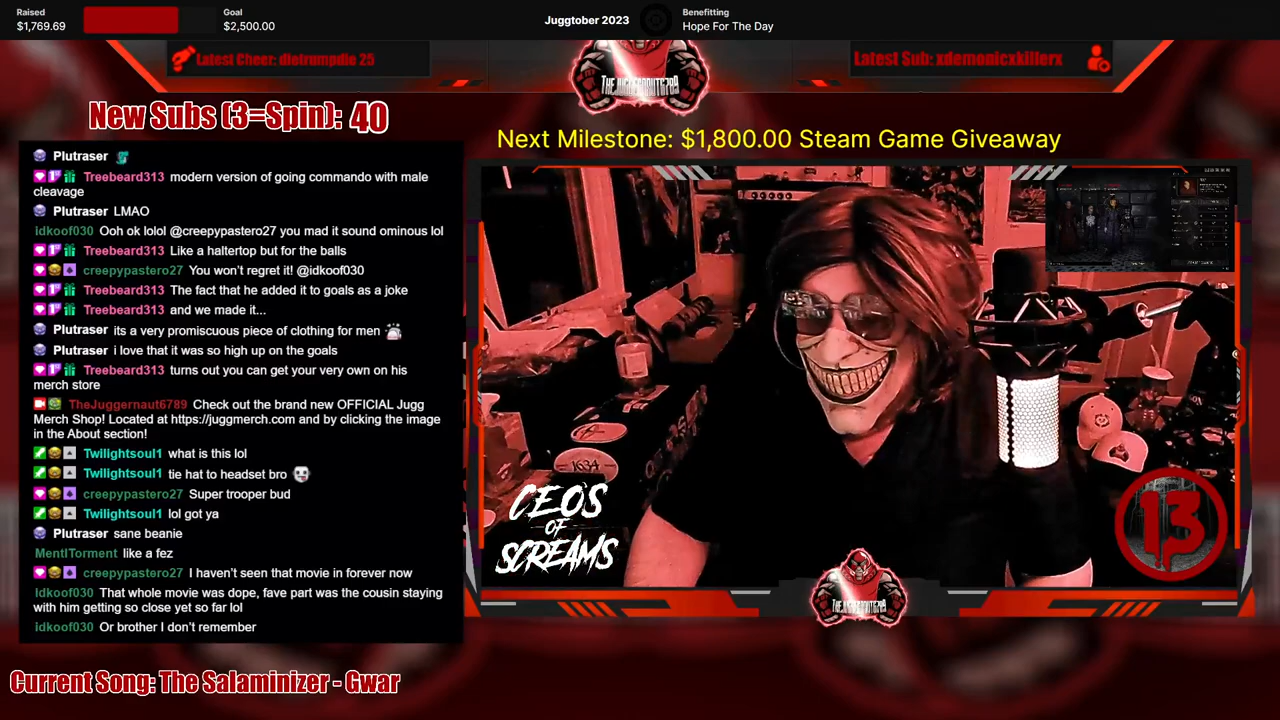 Raised
$1,769.69
Goal
$2,500.00
Juggtober 2023
Benefitting
Hope For The Day
Latest Cheer: dietrumpdie 25
Latest Sub: xdemonicxkillerx
TheJuggernaut6789
New Subs (3=Spin): 40
Next Milestone: $1,800.00 Steam Game Giveaway
Plutraser
Treebeard313 modern version of going commando with male
cleavage
Plutraser LMAO
idkoof030 Ooh ok lolol @creepypastero27 you mad it sound ominous lol
Treebeard313 Like a haltertop but for the balls
creepypastero27 You won't regret it! @idkoof030
Treebeard313 The fact that he added it to goals as a joke
Treebeard313 and we made it...
Plutraser its a very promiscuous piece of clothing for men
Plutraser i love that it was so high up on the goals
Treebeard313 turns out you can get your very own on his
merch store
TheJuggernaut6789 Check out the brand new OFFICIAL Jugg
Merch Shop! Located at https://juggmerch.com and by clicking the image
in the About section!
Twilightsoul1 what is this lol
Twilightsoul1 tie hat to headset bro
creepypastero27 Super trooper bud
Twilightsoul1 lol got ya
Plutraser sane beanie
MentlTorment like a fez
creepypastero27 I haven't seen that movie in forever now
idkoof030 That whole movie was dope, fave part was the cousin staying
with him getting so close yet so far lol
idkoof030 Or brother I don't remember
1634
CEOS
OF
SCREAMS
13
TheJuggernaut6789
Current Song: The Salaminizer - Gwar